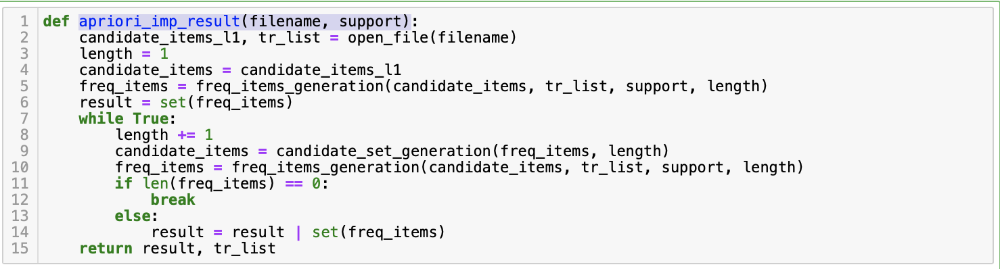 1 def apriori_imp_result(filename, support):
2     candidate_items_l1, tr_list = open_file(filename)
3     length = 1
4     candidate_items = candidate_items_l1
5     freq_items = freq_items_generation(candidate_items, tr_list, support, length)
6     result = set(freq_items)
7     while True:
8         length += 1
9         candidate_items = candidate_set_generation(freq_items, length)
10         freq_items = freq_items_generation(candidate_items, tr_list, support, length)
11         if len(freq_items) == 0:
12             break
13         else:
14             result = result | set(freq_items)
15     return result, tr_list